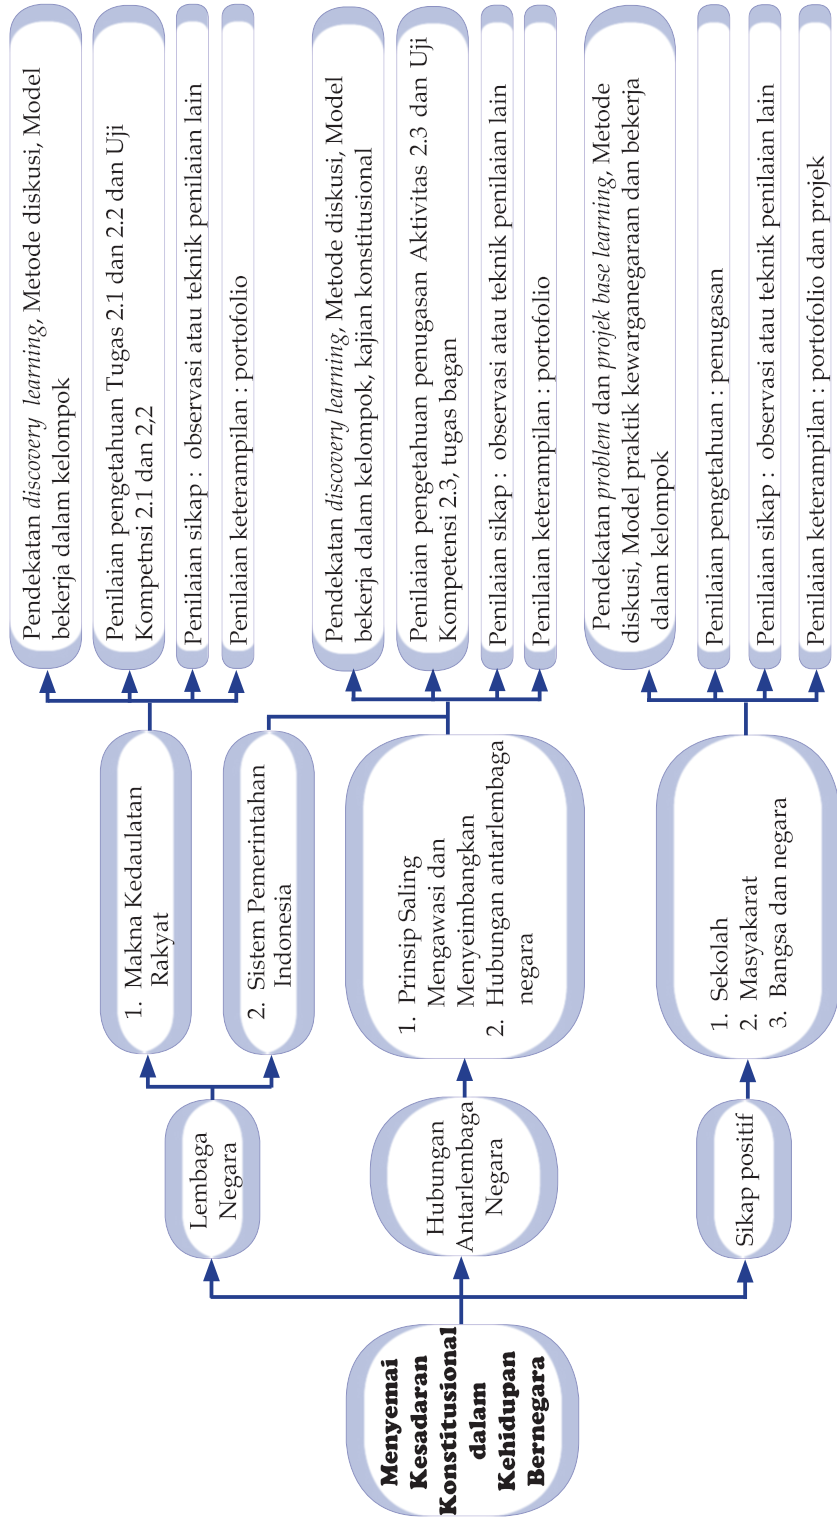 Menyemai
Kesadaran
Konstitusional
dalam
Kehidupan
Bernegara
Lembaga
Negara
1. Makna Kedaulatan
Rakyat
2. Sistem Pemerintahan
Indonesia
Pendekatan discovery learning, Metode diskusi, Model
bekerja dalam kelompok
Penilaian pengetahuan Tugas 2.1 dan 2.2 dan Uji
Kompetnsi 2.1 dan 2,2
Penilaian sikap : observasi atau teknik penilaian lain
Penilaian keterampilan : portofolio
Hubungan
Antarlembaga
Negara
1. Prinsip Saling
Mengawasi dan
Menyeimbangkan
2. Hubungan antarlembaga
negara
Pendekatan discovery learning, Metode diskusi, Model
bekerja dalam kelompok, kajian konstitusional
Penilaian pengetahuan penugasan Aktivitas 2.3 dan Uji
Kompetensi 2.3, tugas bagan
Penilaian sikap : observasi atau teknik penilaian lain
Penilaian keterampilan : portofolio
Sikap positif
1. Sekolah
2. Masyakarat
3. Bangsa dan negara
Pendekatan problem dan projek base learning, Metode
diskusi, Model praktik kewarganegaraan dan bekerja
dalam kelompok
Penilaian pengetahuan : penugasan
Penilaian sikap : observasi atau teknik penilaian lain
Penilaian keterampilan : portofolio dan projek